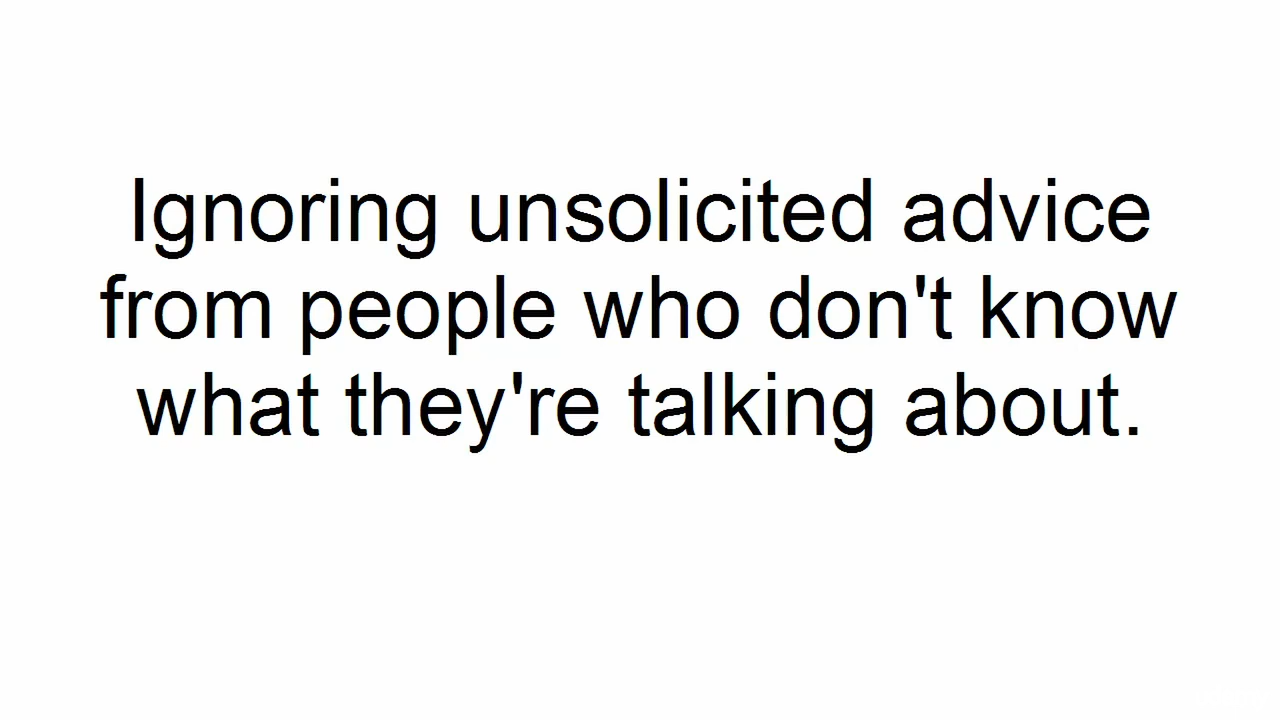 Ignoring unsolicited advice
from people who don't know
what they're talking about.